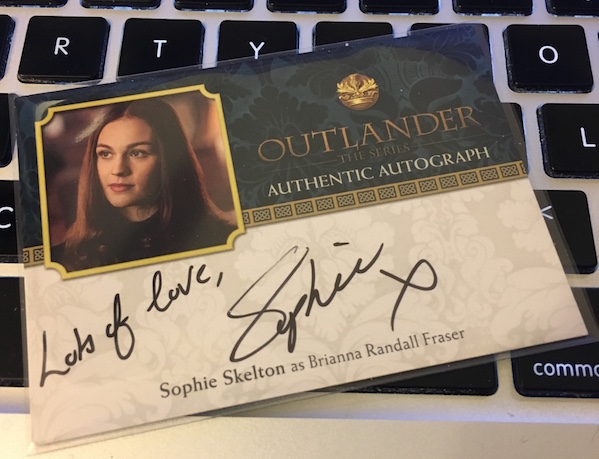 R T Y O
L
C
OUTLANDER
THE SERIES
AUTHENTIC AUTOGRAPH
Lots of love,
Sophie x
Sophie Skelton as Brianna Randall Fraser
comm